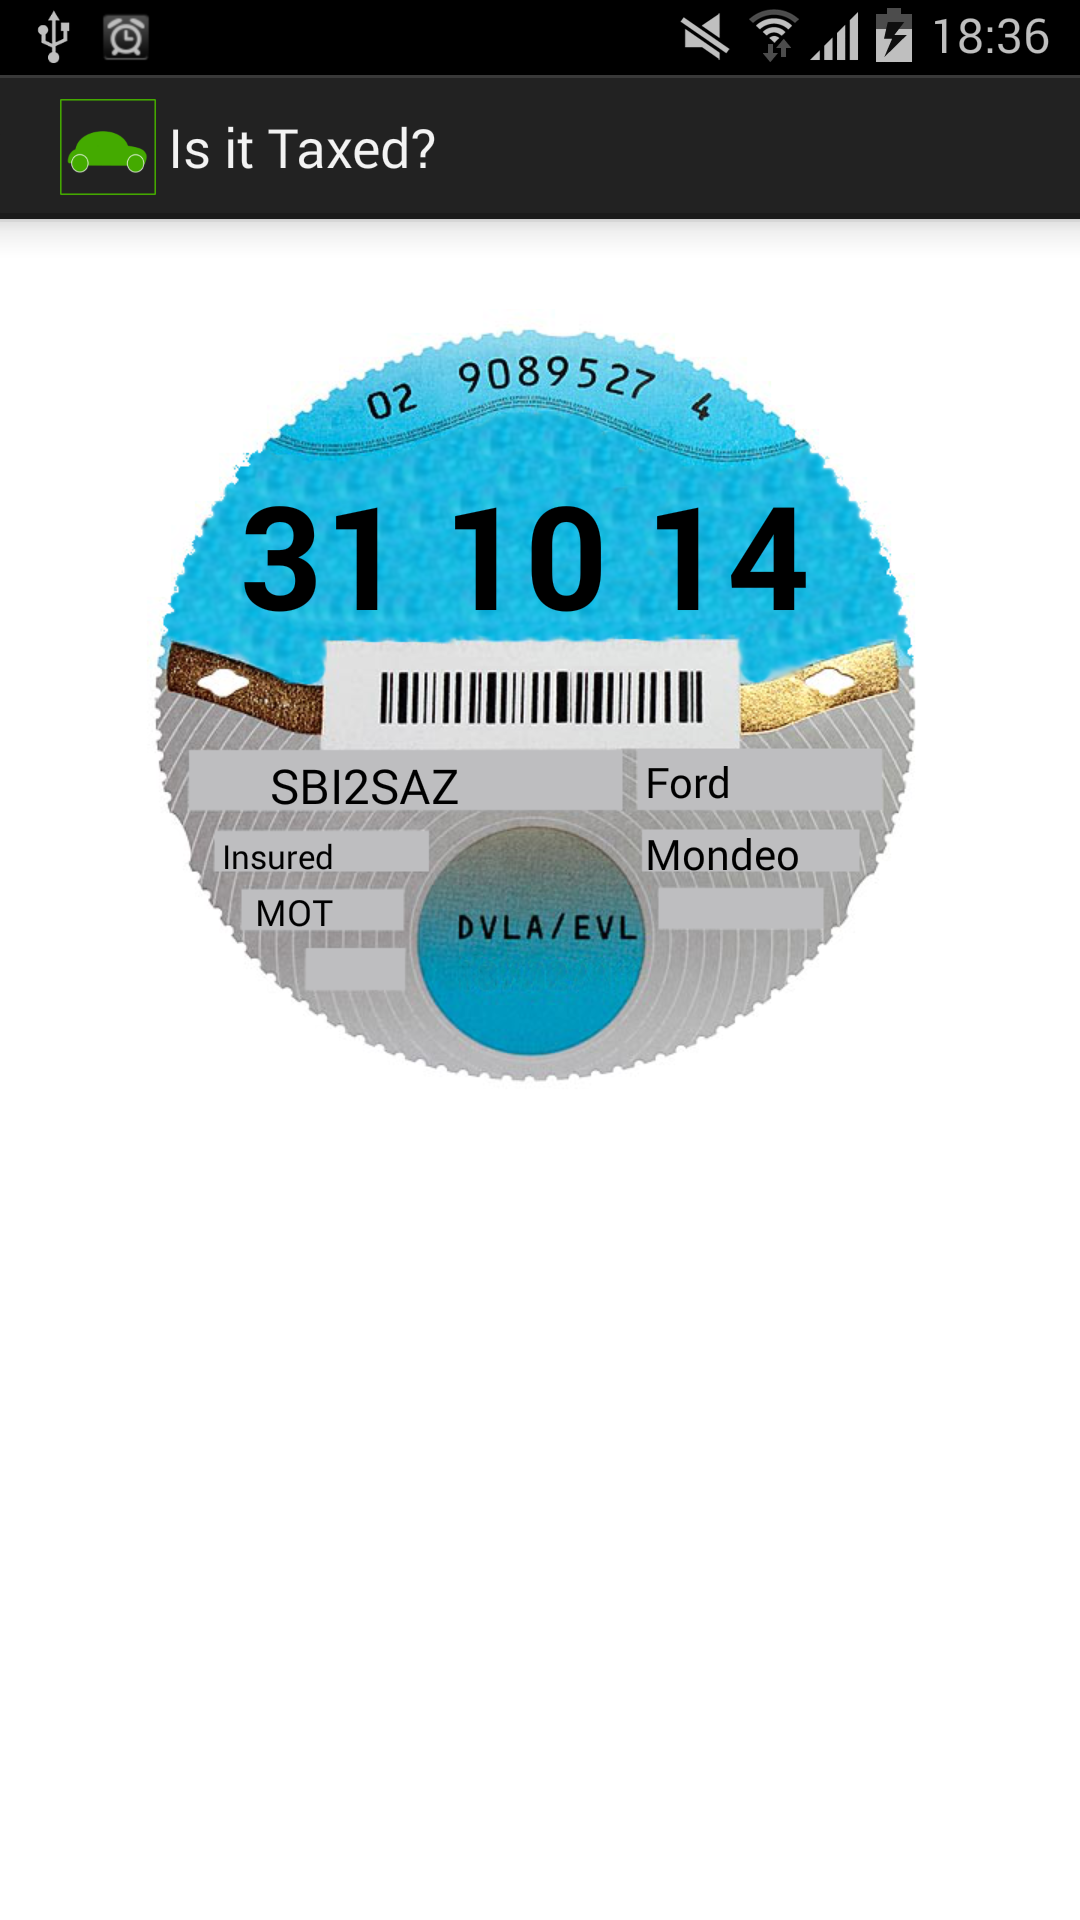 18:36
Is it Taxed?
02 9089527 4
31 10 14
SBI2SAZ Ford
Insured Mondeo
MOT
DVLA/EVL